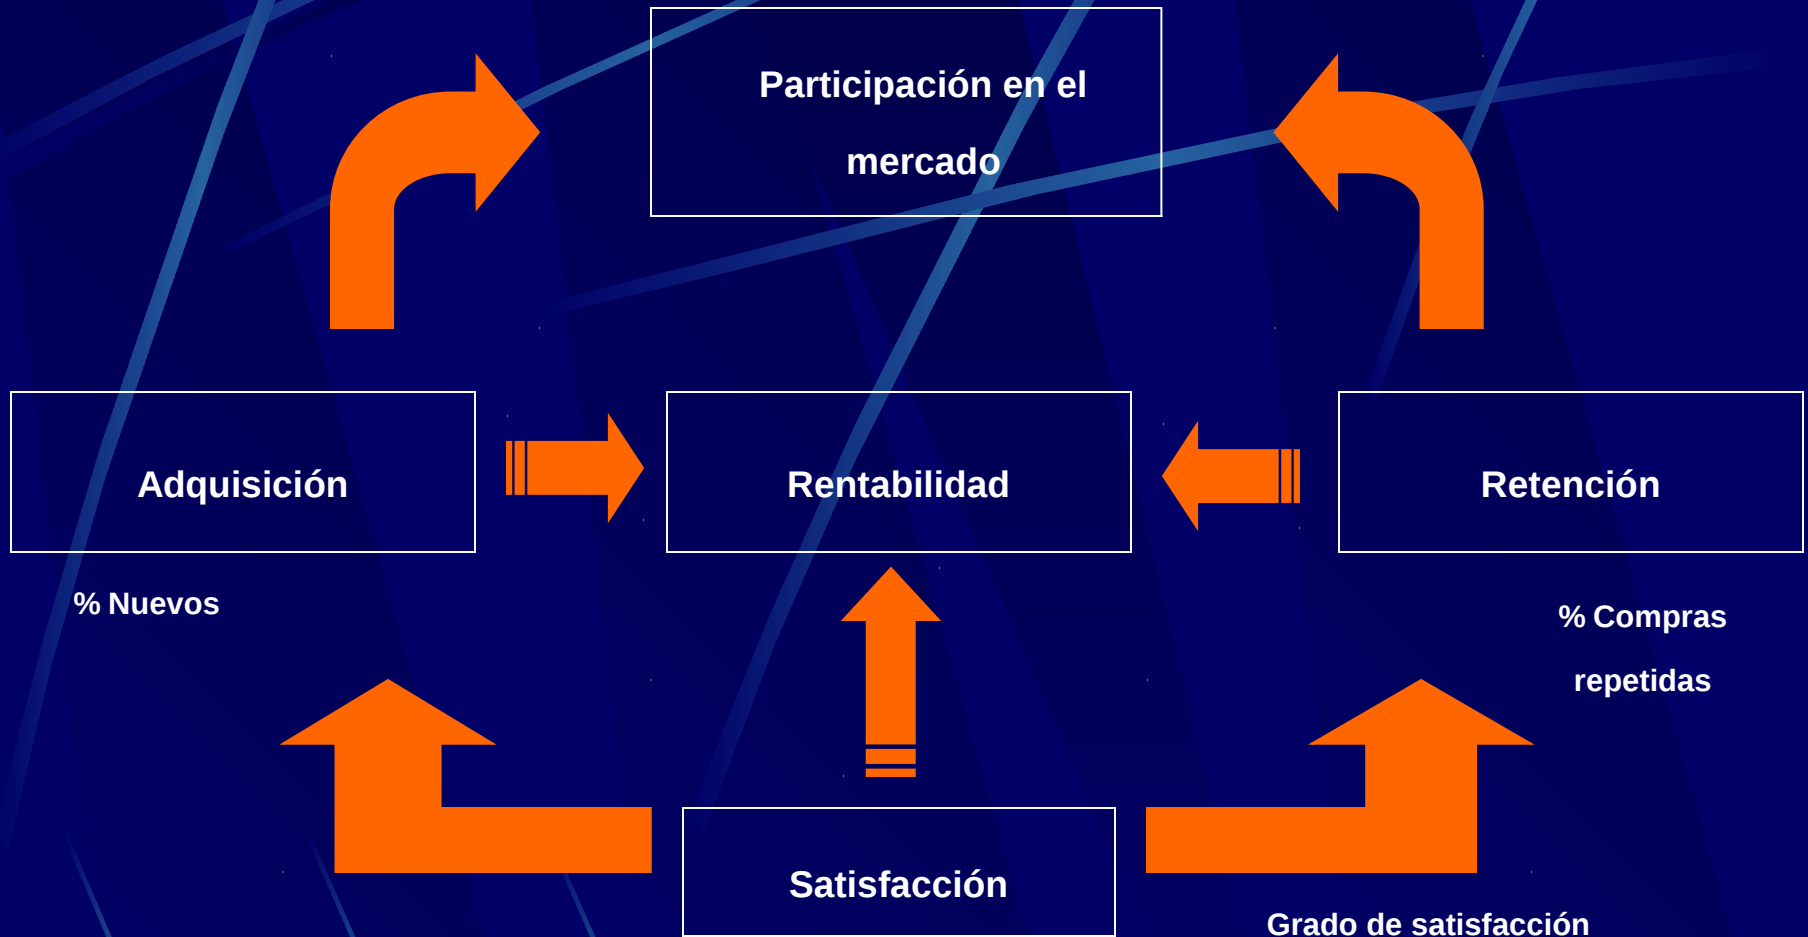 Participación en el
mercado
Adquisición
Rentabilidad
Retención
% Nuevos
% Compras
repetidas
Satisfacción
Grado de satisfacción